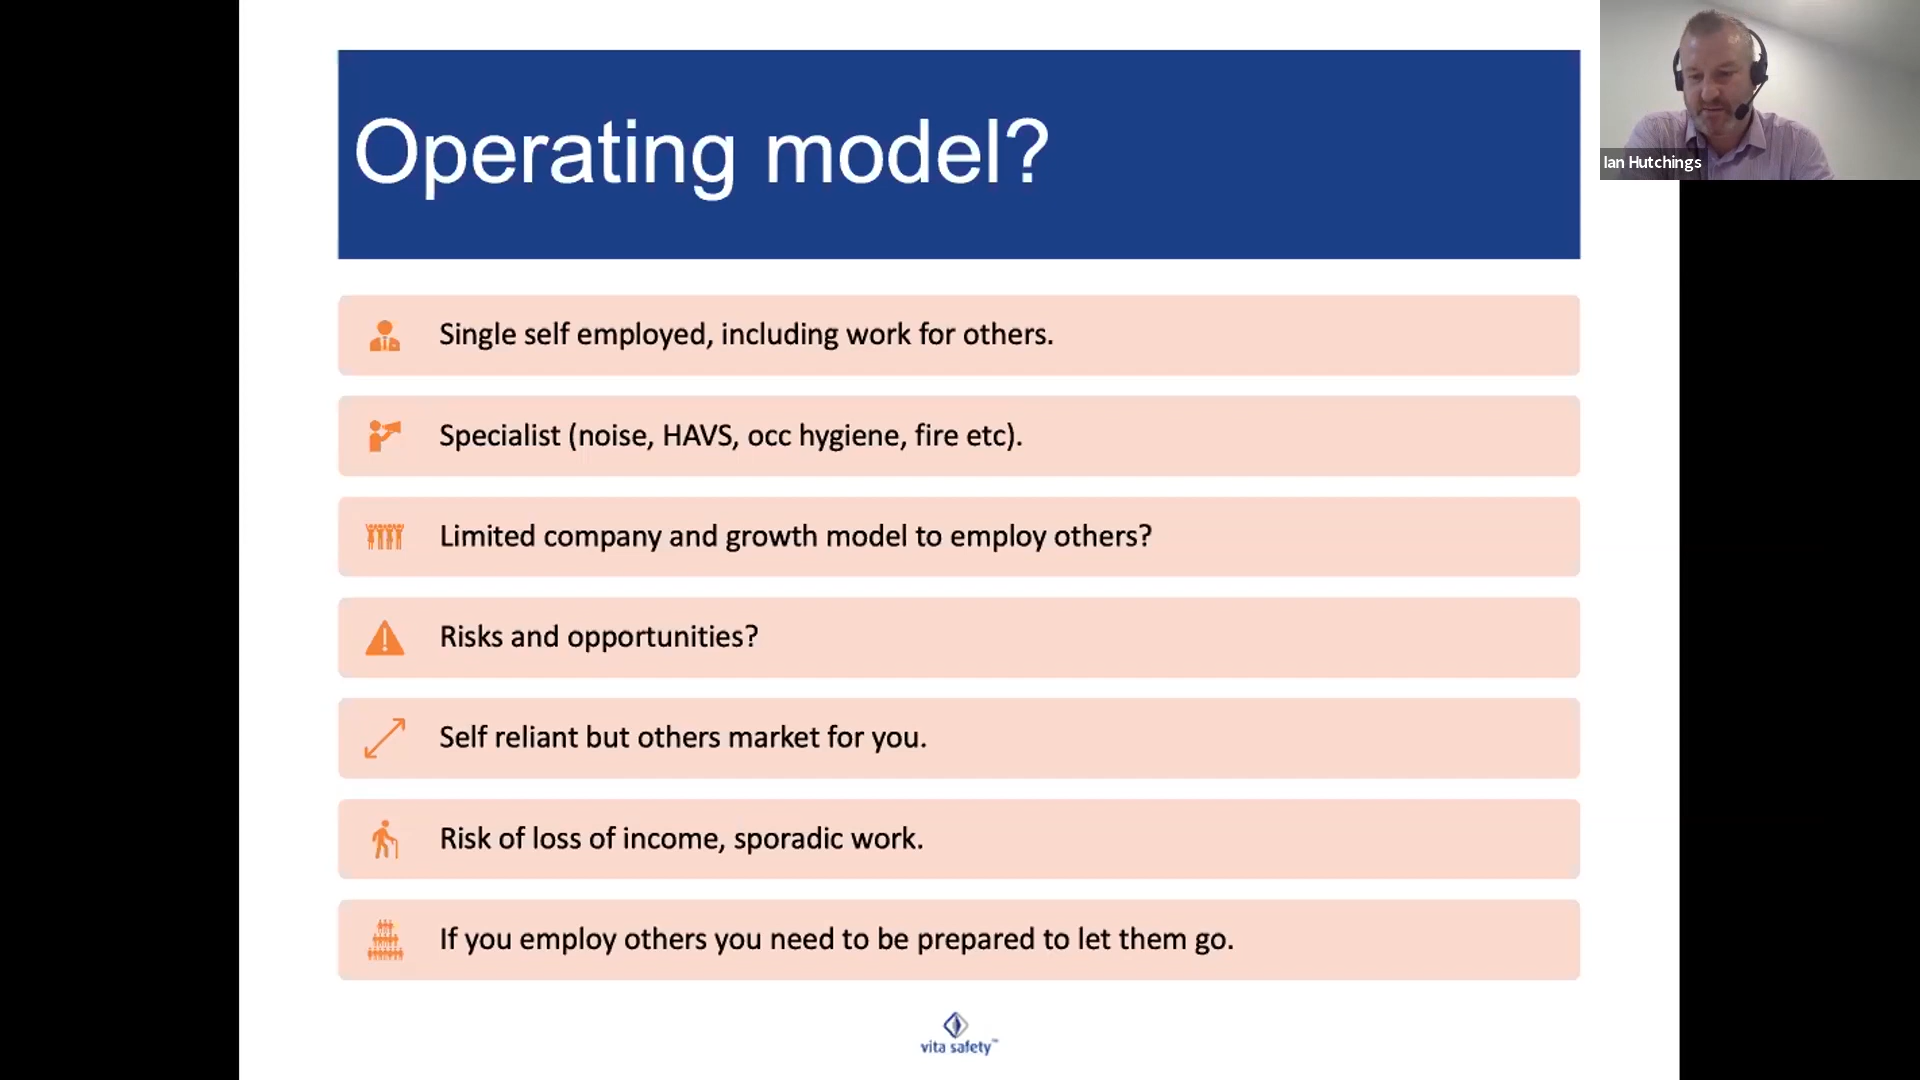 Operating model?
Ian Hutchings
Single self employed, including work for others.
Specialist (noise, HAVS, occ hygiene, fire etc).
Limited company and growth model to employ others?
Risks and opportunities?
Self reliant but others market for you.
Risk of loss of income, sporadic work.
If you employ others you need to be prepared to let them go.
vita safety™